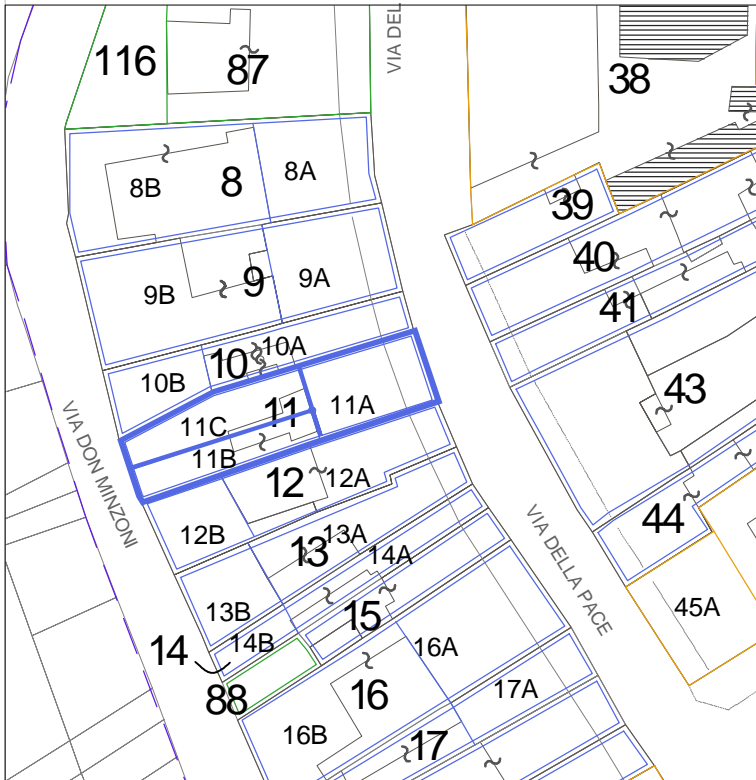 116
87
VIA DEL
38
8B
8
8A
39
9B
9
9A
40
41
10B
10
10A
43
11C
11
11A
11B
VIA DON MINZONI
12
12A
12B
44
VIA DELLA PACE
13
13A
14A
13B
15
45A
14
14B
16A
88
16
17A
16B
17